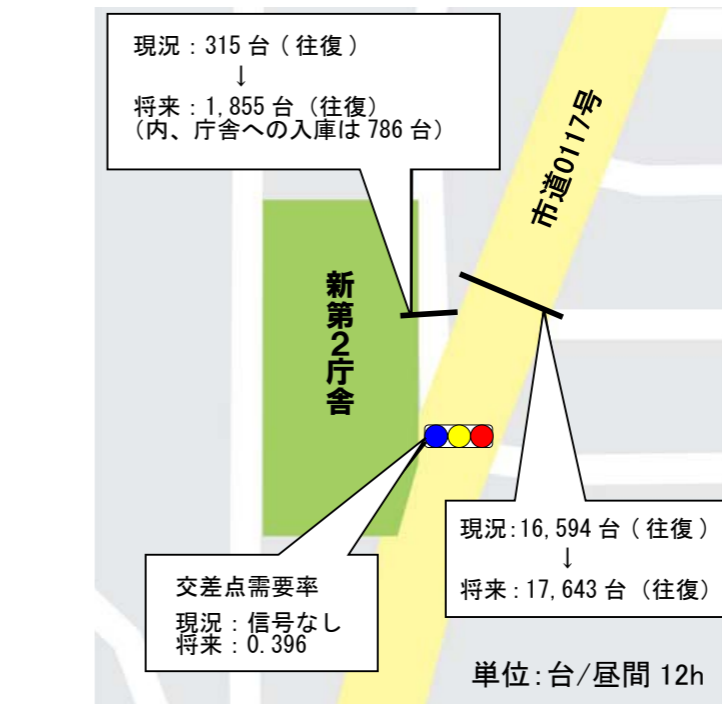 現況：315 台（往復）
↓
将来：1,855 台（往復）
（内、庁舎への入庫は 786 台）
市道0117号
新第2庁舎
現況：16,594 台（往復）
↓
将来：17,643 台（往復）
交差点需要率
現況：信号なし
将来：0.396
単位：台/昼間 12h